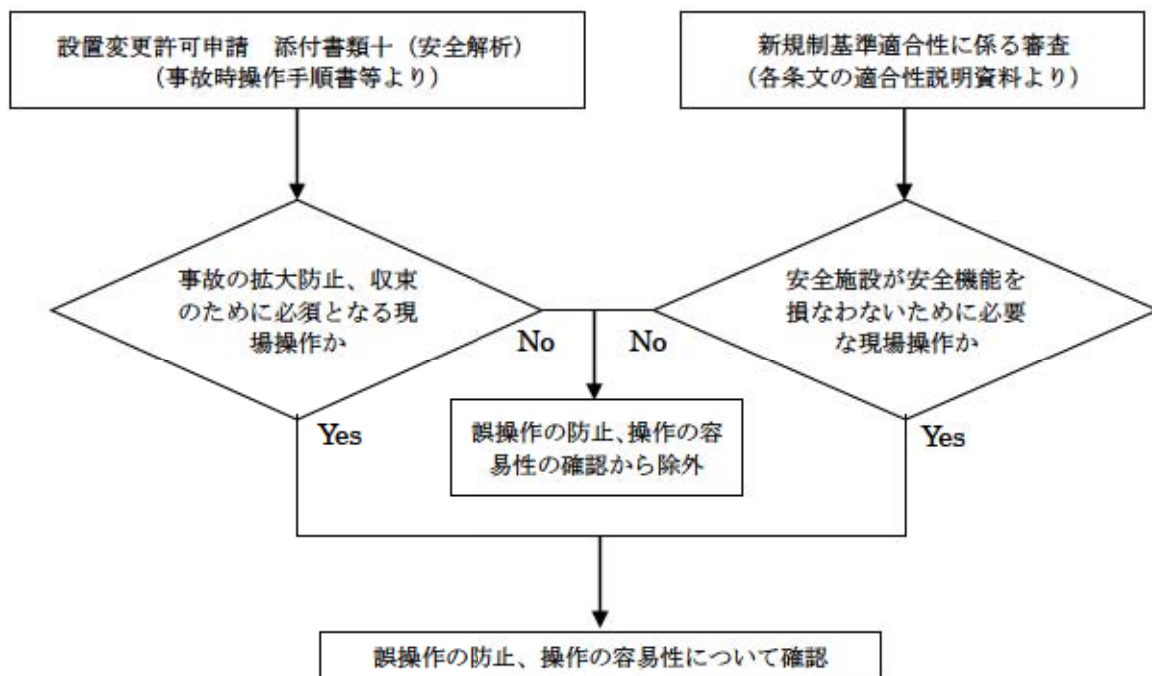 設置変更許可申請　添付書類十（安全解析）
（事故時操作手順書等より）
新規制基準適合性に係る審査
（各条文の適合性説明資料より）
事故の拡大防止、収束
のために必須となる現
場操作か
安全施設が安全機能を
損なわないために必要
な現場操作か
No
No
Yes
誤操作の防止、操作の容
易性の確認から除外
Yes
誤操作の防止、操作の容易性について確認